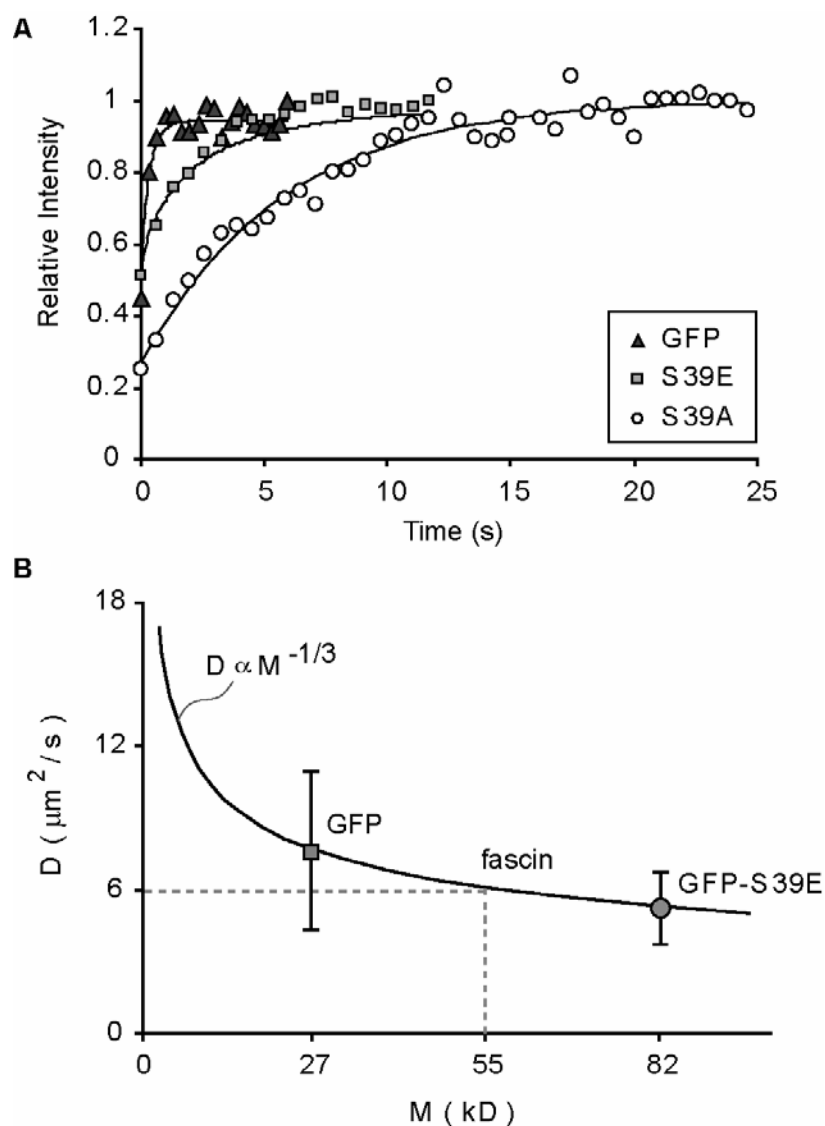 A
1.2
1
0.8
0.6
0.4
0.2
0
Relative Intensity
GFP
S39E
S39A
0 5 10 15 20 25
Time (s)
B
18
12
6
0
D ( μm² / s )
D α M^-1/3
GFP
fascin
GFP-S39E
0 27 55 82
M ( kD )